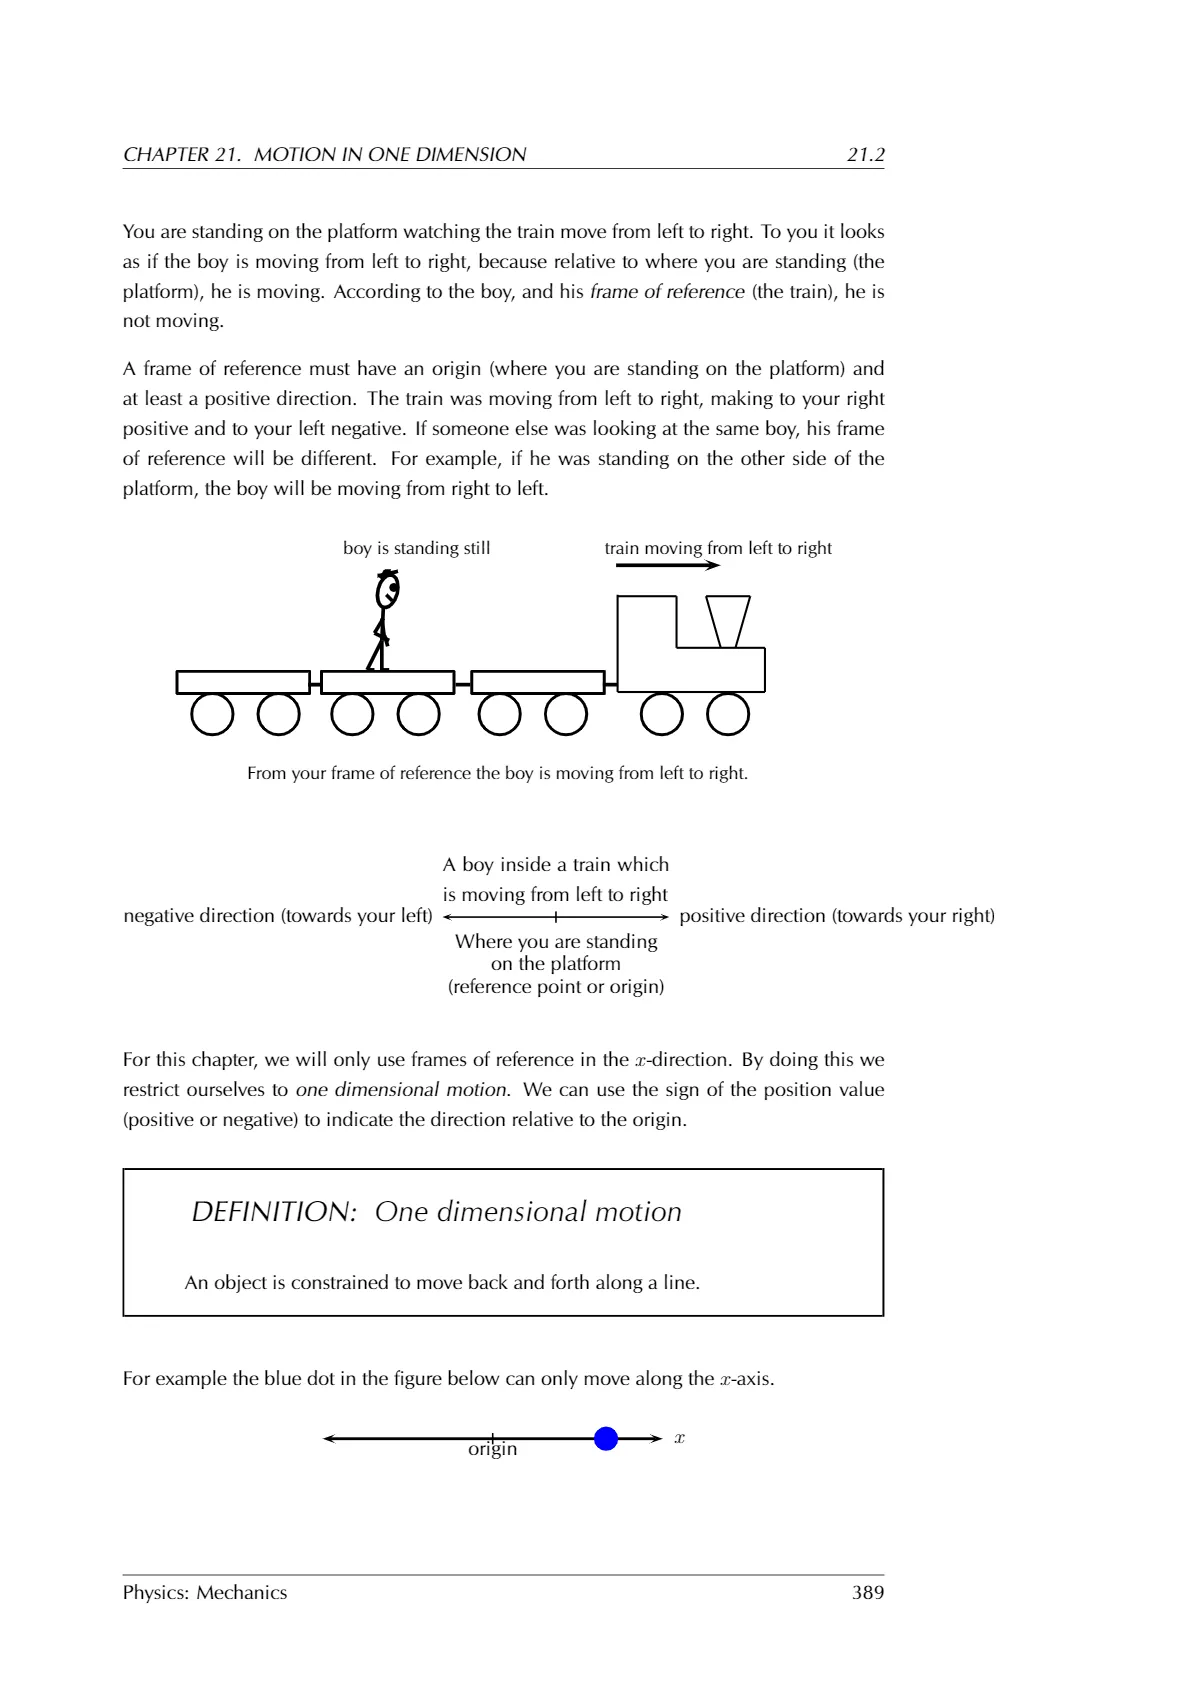 CHAPTER 21. MOTION IN ONE DIMENSION 21.2
You are standing on the platform watching the train move from left to right. To you it looks
as if the boy is moving from left to right, because relative to where you are standing (the
platform), he is moving. According to the boy, and his frame of reference (the train), he is
not moving.
A frame of reference must have an origin (where you are standing on the platform) and
at least a positive direction. The train was moving from left to right, making to your right
positive and to your left negative. If someone else was looking at the same boy, his frame
of reference will be different. For example, if he was standing on the other side of the
platform, the boy will be moving from right to left.
boy is standing still
train moving from left to right
From your frame of reference the boy is moving from left to right.
A boy inside a train which
is moving from left to right
negative direction (towards your left)
positive direction (towards your right)
Where you are standing
on the platform
(reference point or origin)
For this chapter, we will only use frames of reference in the x-direction. By doing this we
restrict ourselves to one dimensional motion. We can use the sign of the position value
(positive or negative) to indicate the direction relative to the origin.
DEFINITION: One dimensional motion
An object is constrained to move back and forth along a line.
For example the blue dot in the figure below can only move along the x-axis.
x
origin
Physics: Mechanics 389